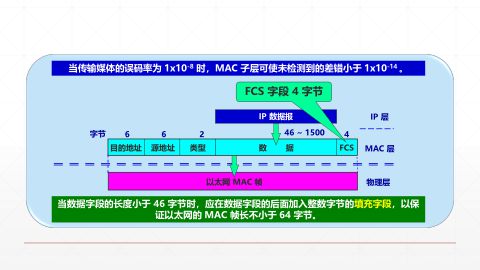 当传输媒体的误码率为 1x10-8 时，MAC 子层可使未检测到的差错小于 1x10-14 。
FCS 字段 4 字节
IP 数据报
IP 层
字节
6
6
2
46 ~ 1500
4
目的地址
源地址
类型
数 据
FCS
MAC 层
以太网 MAC 帧
物理层
当数据字段的长度小于 46 字节时，应在数据字段的后面加入整数字节的填充字段，以保
证以太网的 MAC 帧长不小于 64 字节。